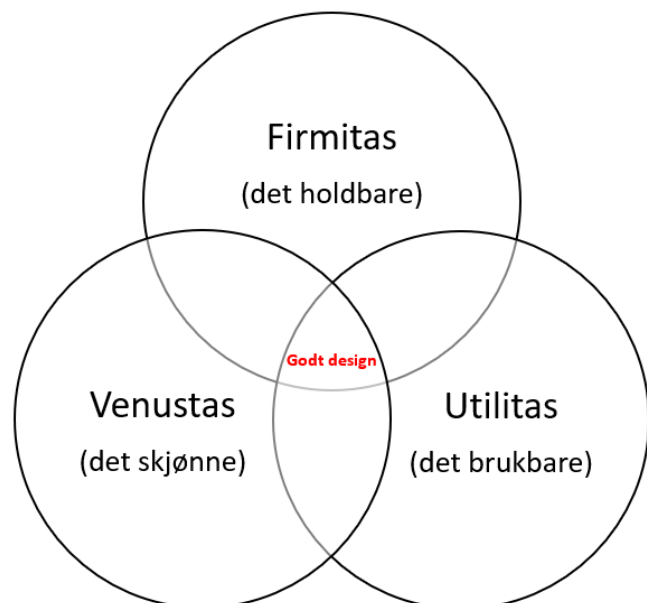 Firmitas
(det holdbare)
Godt design
Venustas
(det skjønne)
Utilitas
(det brukbare)